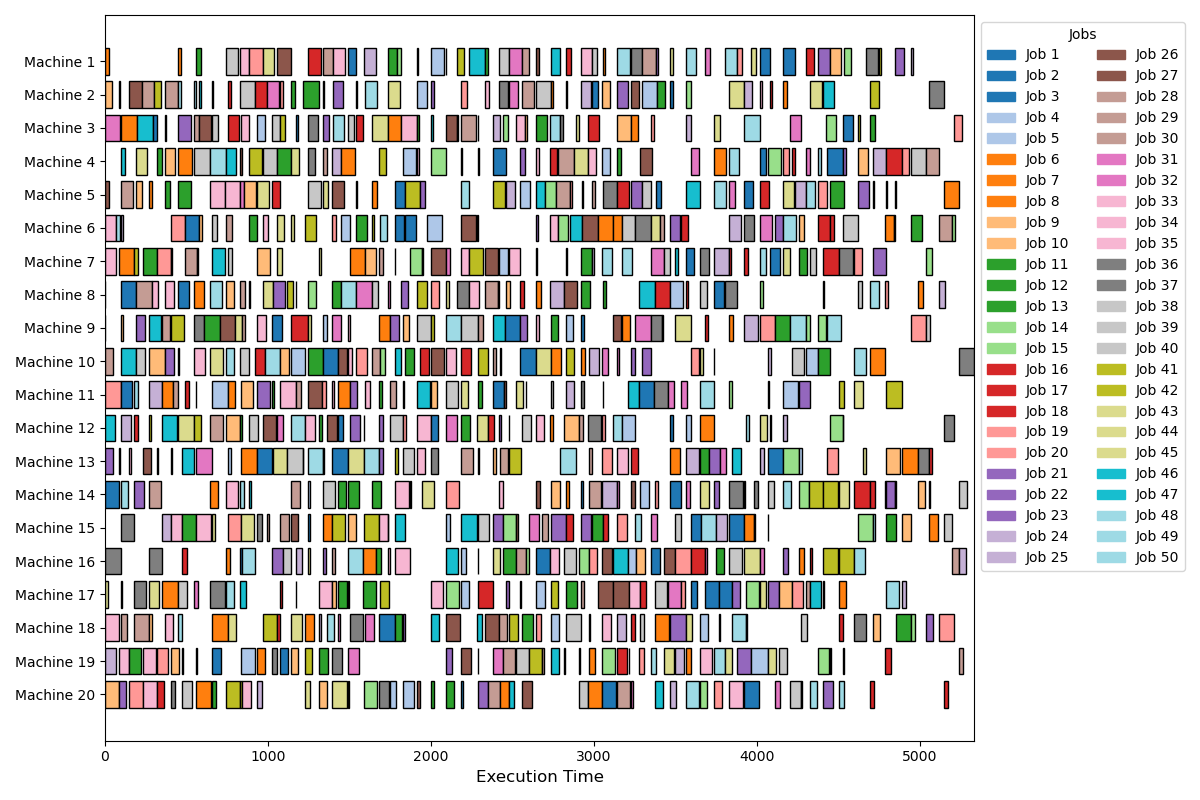 Machine 1
Machine 2
Machine 3
Machine 4
Machine 5
Machine 6
Machine 7
Machine 8
Machine 9
Machine 10
Machine 11
Machine 12
Machine 13
Machine 14
Machine 15
Machine 16
Machine 17
Machine 18
Machine 19
Machine 20
0 1000 2000 3000 4000 5000
Execution Time
Jobs
Job 1 Job 26
Job 2 Job 27
Job 3 Job 28
Job 4 Job 29
Job 5 Job 30
Job 6 Job 31
Job 7 Job 32
Job 8 Job 33
Job 9 Job 34
Job 10 Job 35
Job 11 Job 36
Job 12 Job 37
Job 13 Job 38
Job 14 Job 39
Job 15 Job 40
Job 16 Job 41
Job 17 Job 42
Job 18 Job 43
Job 19 Job 44
Job 20 Job 45
Job 21 Job 46
Job 22 Job 47
Job 23 Job 48
Job 24 Job 49
Job 25 Job 50